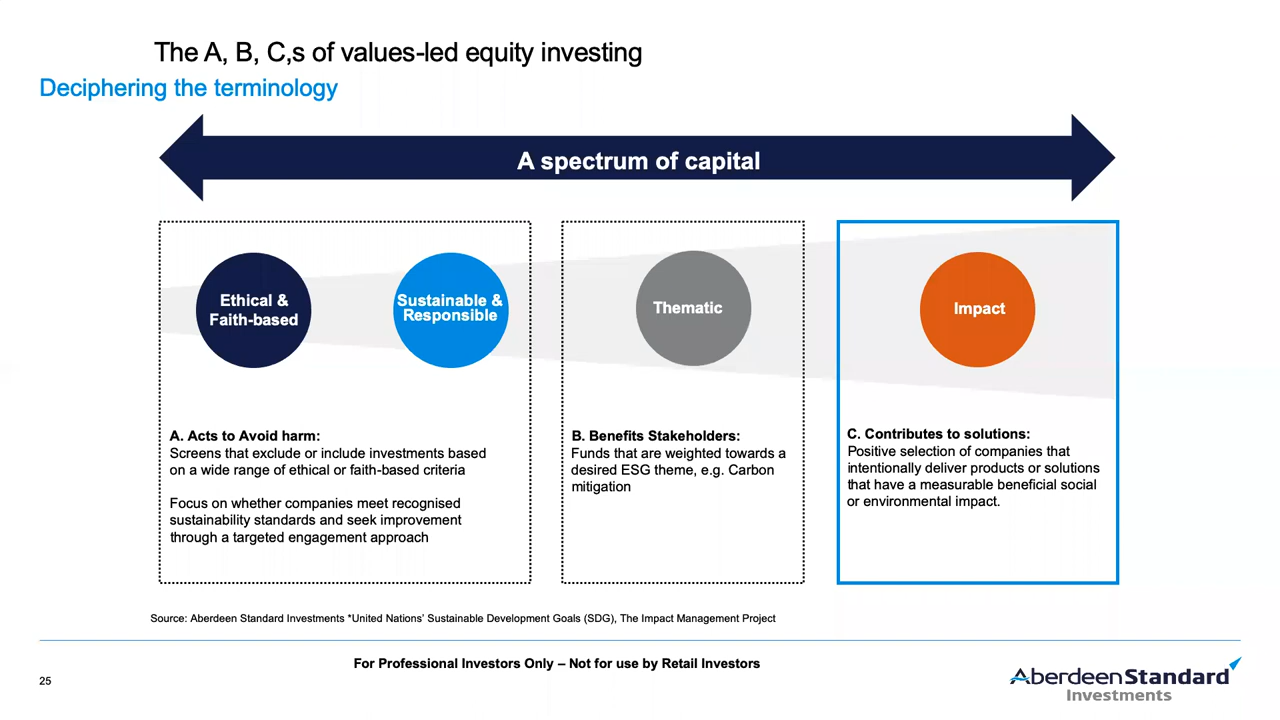 The A, B, C,s of values-led equity investing
Deciphering the terminology
A spectrum of capital
Ethical &
Faith-based
Sustainable &
Responsible
Thematic
Impact
A. Acts to Avoid harm:
Screens that exclude or include investments based
on a wide range of ethical or faith-based criteria
Focus on whether companies meet recognised
sustainability standards and seek improvement
through a targeted engagement approach
B. Benefits Stakeholders:
Funds that are weighted towards a
desired ESG theme, e.g. Carbon
mitigation
C. Contributes to solutions:
Positive selection of companies that
intentionally deliver products or solutions
that have a measurable beneficial social
or environmental impact.
Source: Aberdeen Standard Investments *United Nations' Sustainable Development Goals (SDG), The Impact Management Project
For Professional Investors Only – Not for use by Retail Investors
25
AberdeenStandard
Investments